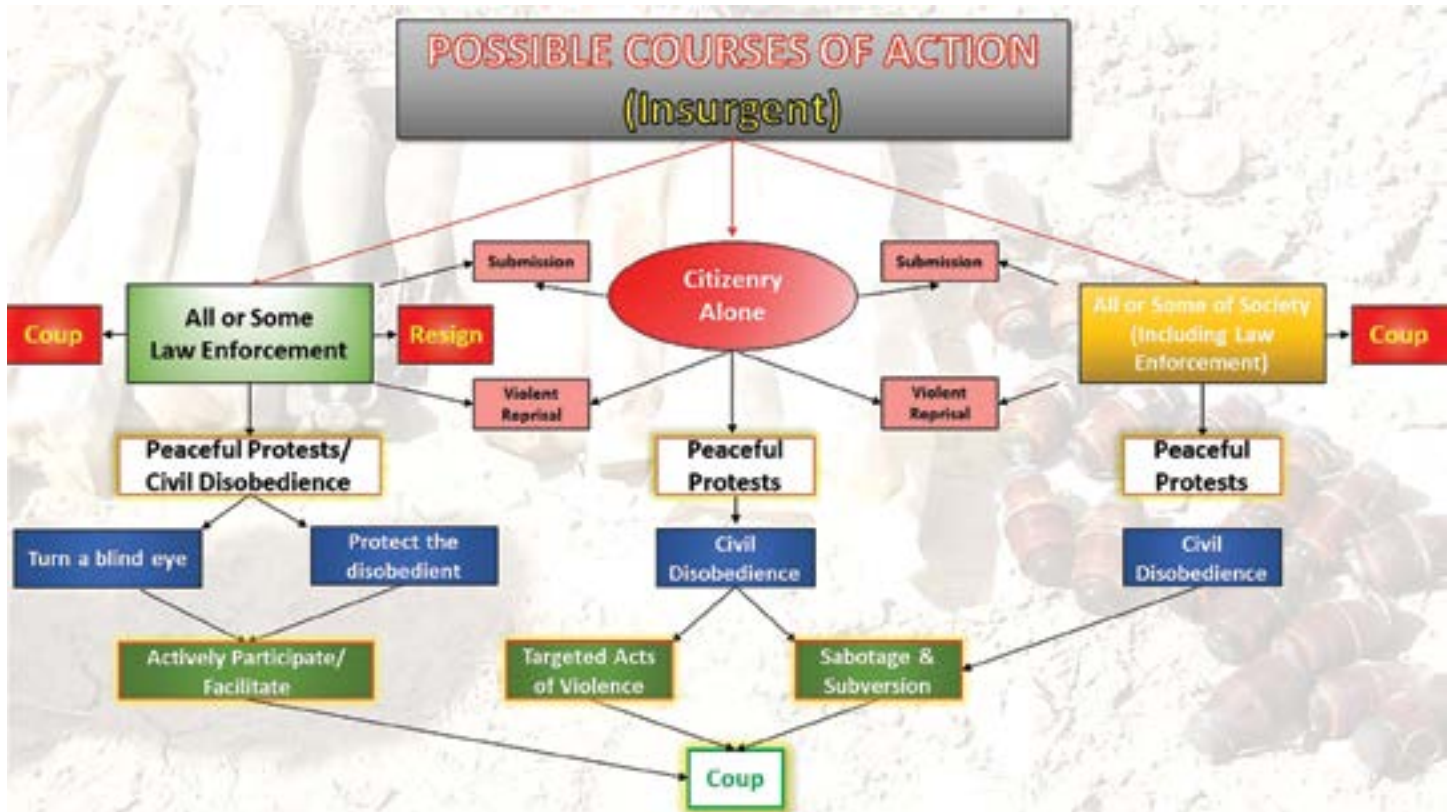 POSSIBLE COURSES OF ACTION
(Insurgent)
Submission
Submission
Citizenry
Alone
Coup
All or Some
Law Enforcement
Resign
All or Some of Society
(Including Law
Enforcement)
Coup
Violent
Reprisal
Violent
Reprisal
Peaceful Protests/
Civil Disobedience
Peaceful
Protests
Peaceful
Protests
Turn a blind eye
Protect the
disobedient
Civil
Disobedience
Civil
Disobedience
Actively Participate/
Facilitate
Targeted Acts
of Violence
Sabotage &
Subversion
Coup